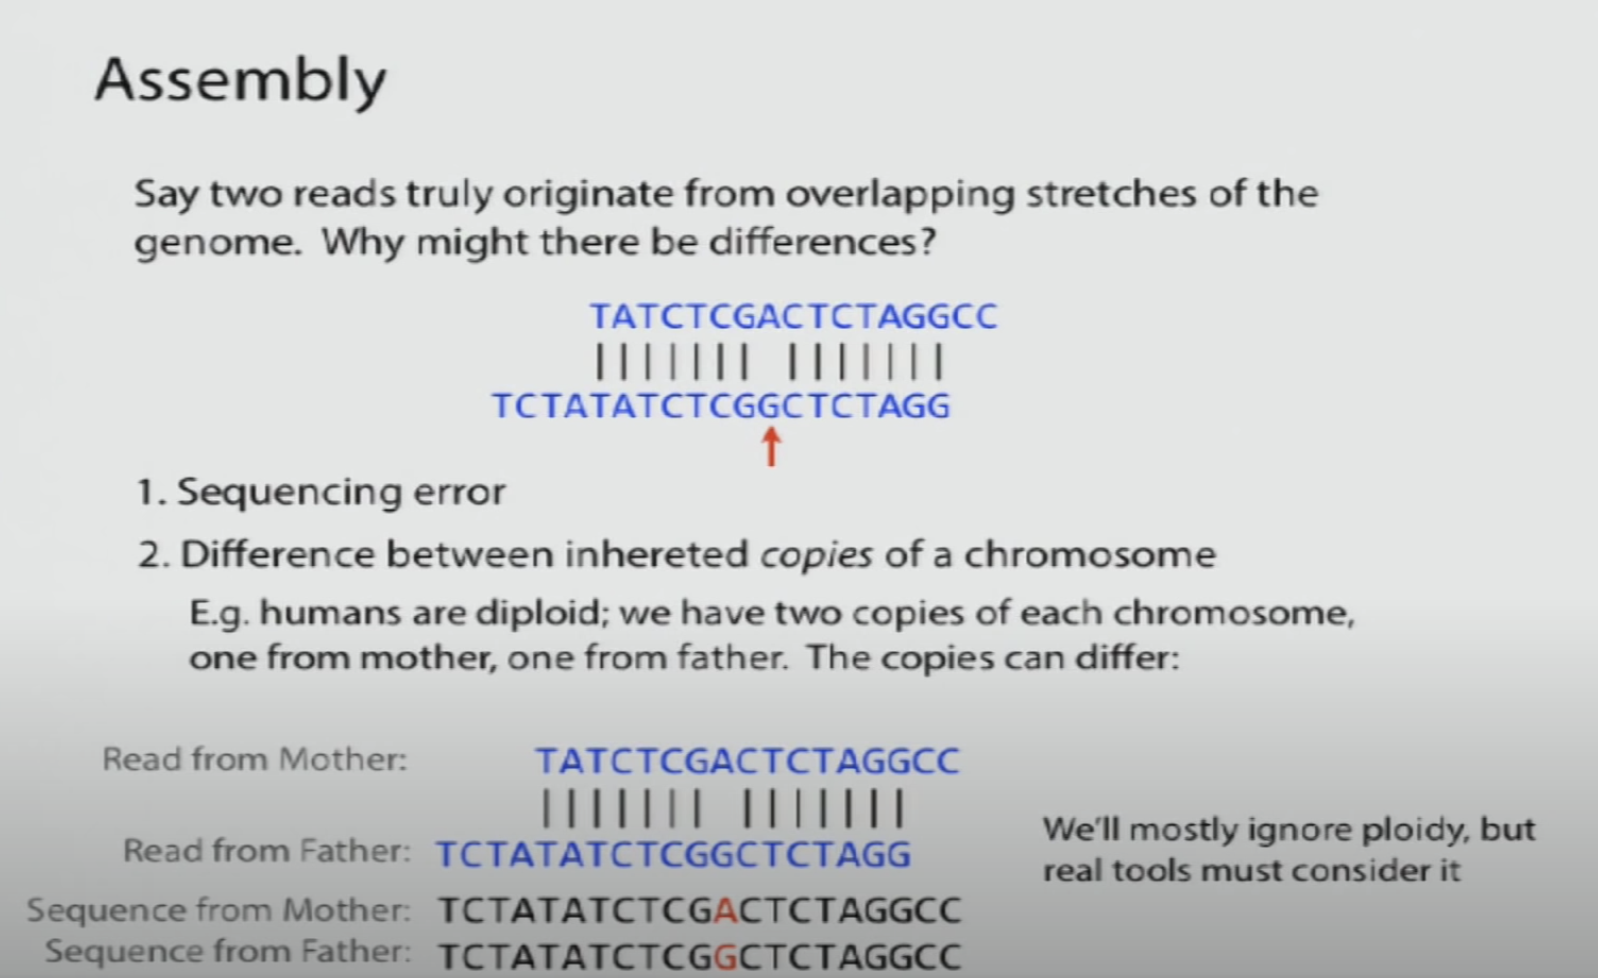 Assembly
Say two reads truly originate from overlapping stretches of the
genome. Why might there be differences?
TATCTCGACTCTAGGCC
||||||| |||||||
TCTATATCTCGGCTCTAGG
1. Sequencing error
2. Difference between inhereted copies of a chromosome
E.g. humans are diploid; we have two copies of each chromosome,
one from mother, one from father. The copies can differ:
Read from Mother: TATCTCGACTCTAGGCC
||||||| |||||||
Read from Father: TCTATATCTCGGCTCTAGG
We'll mostly ignore ploidy, but
real tools must consider it
Sequence from Mother: TCTATATCTCGACTCTAGGCC
Sequence from Father: TCTATATCTCGGCTCTAGGCC